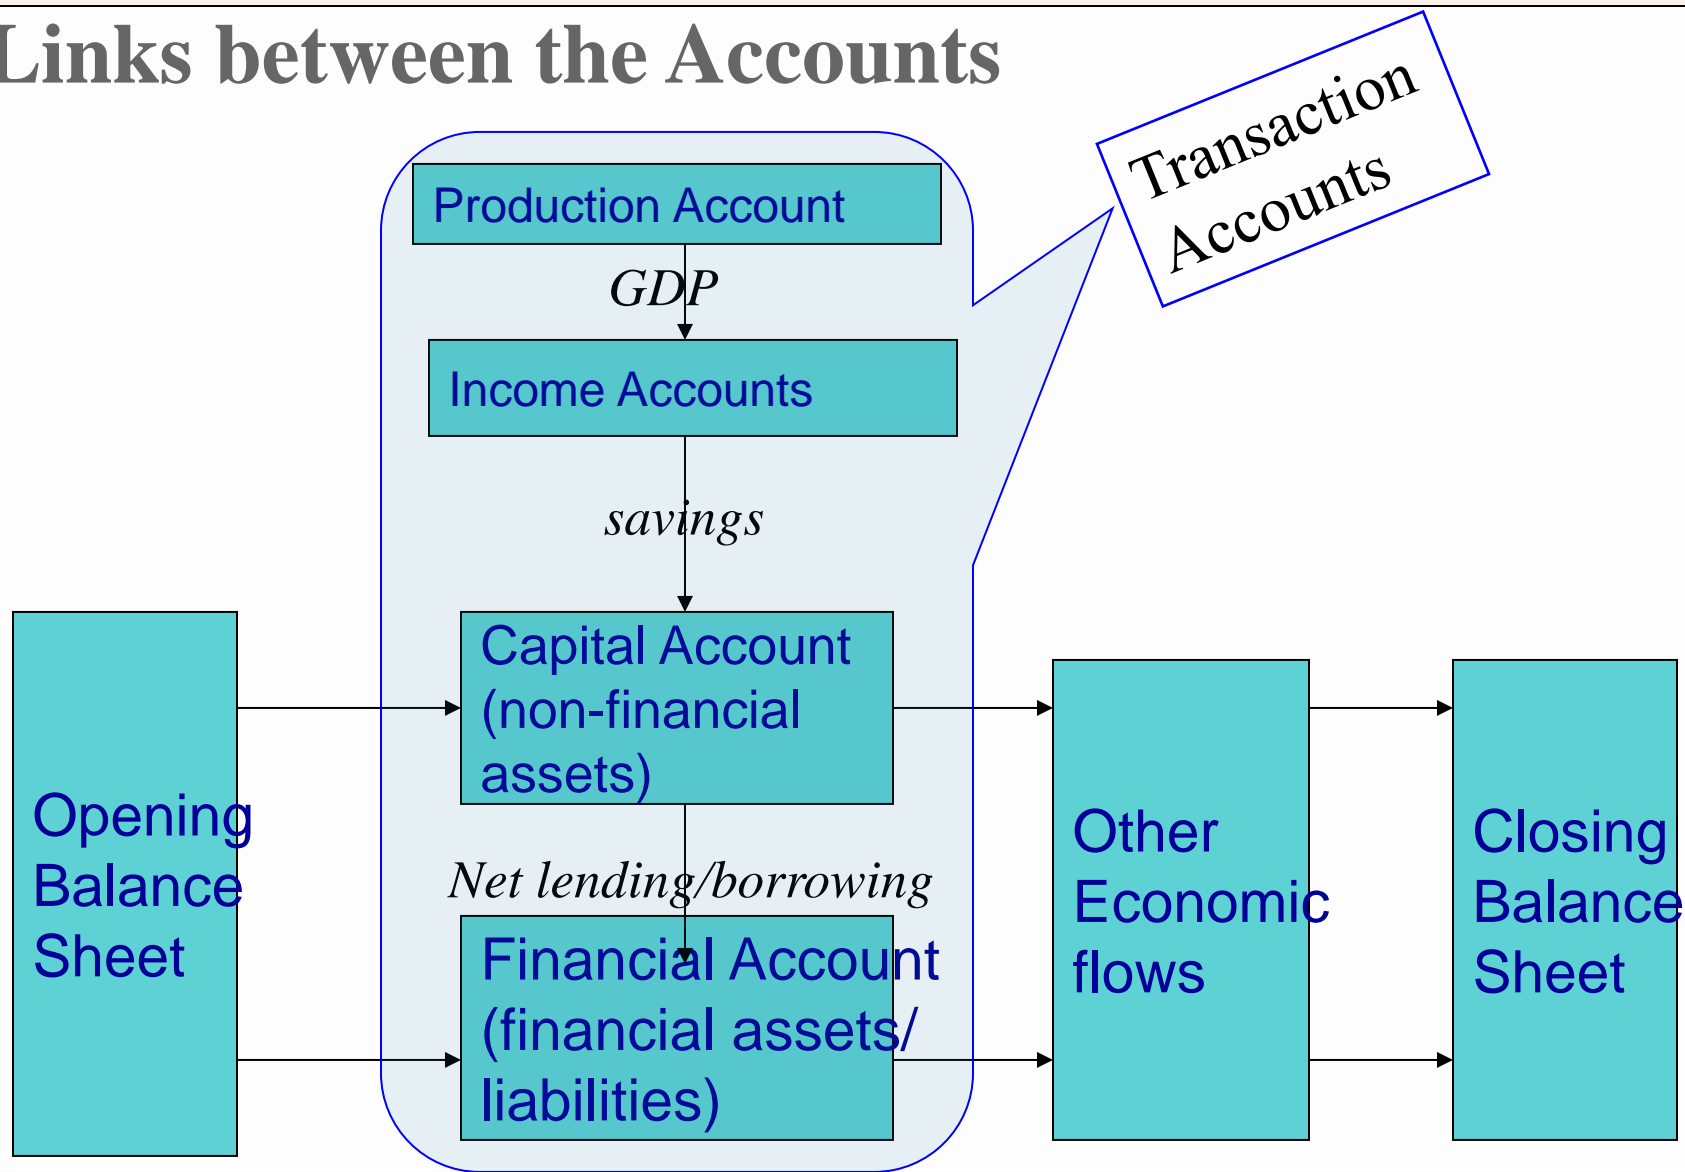 Links between the Accounts
Transaction
Accounts
Production Account
GDP
Income Accounts
savings
Opening
Balance
Sheet
Capital Account
(non-financial
assets)
Net lending/borrowing
Financial Account
(financial assets/
liabilities)
Other
Economic
flows
Closing
Balance
Sheet